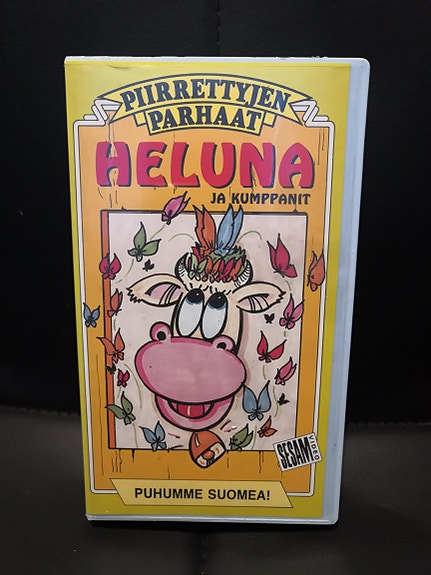 PIIRRETTYJEN
PARHAAT
HELUNA
JA KUMPPANIT
SESAM
VIDEO
PUHUMME SUOMEA!